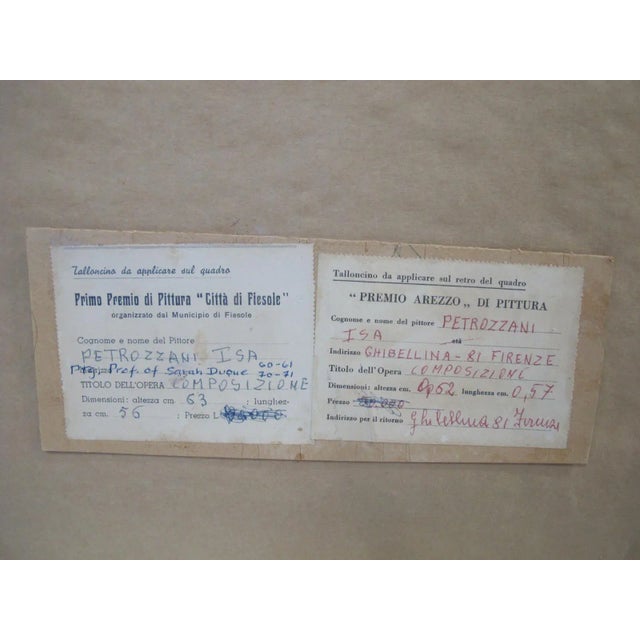 Talloncino da applicare sul quadro
Primo Premio di Pittura "Città di Fiesole"
organizzato dal Municipio di Fiesole
Cognome e nome del Pittore
PETROZZANI ISA
60-61
Prof. of Sarah Duque 70-71
TITOLO DELL'OPERA COMPOSIZIONE
Dimensioni: altezza cm. 63 : lunghez-
za cm. 56 : Prezzo L.
Talloncino da applicare sul retro del quadro
" PREMIO AREZZO „ DI PITTURA
Cognome e nome del pittore PETROZZANI
ISA età
Indirizzo GHIBELLINA - 81 FIRENZE
Titolo dell'Opera COMPOSIZIONE
Dimensioni: altezza cm. 0,62 lunghezza cm. 0,57
Prezzo
Indirizzo per il ritorno Ghibellina 81 Firenze